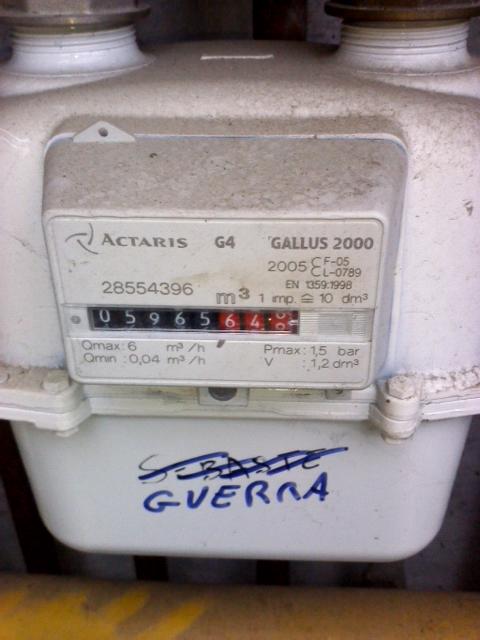 ACTARIS G4 GALLUS 2000
2005 CF-05
CL-0789
EN 1359:1998
28554396 m³ 1 imp. ≙ 10 dm³
0 5 9 6 5 6 4
Qmax: 6 m³/h Pmax: 1,5 bar
Qmin: 0,04 m³/h V : 1,2 dm³
GUERRA